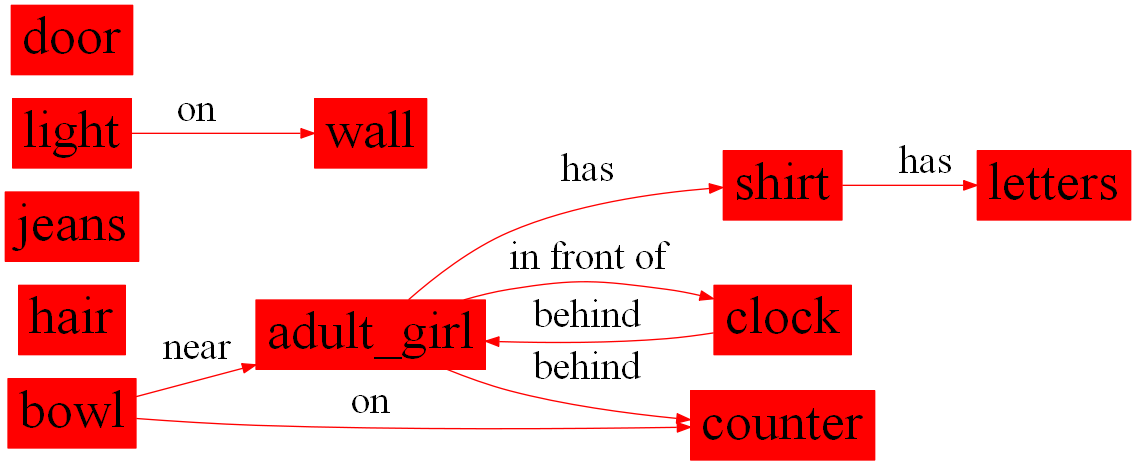 door
light
on
wall
jeans
has
shirt
has
letters
hair
in front of
adult_girl
behind
clock
near
behind
bowl
on
counter